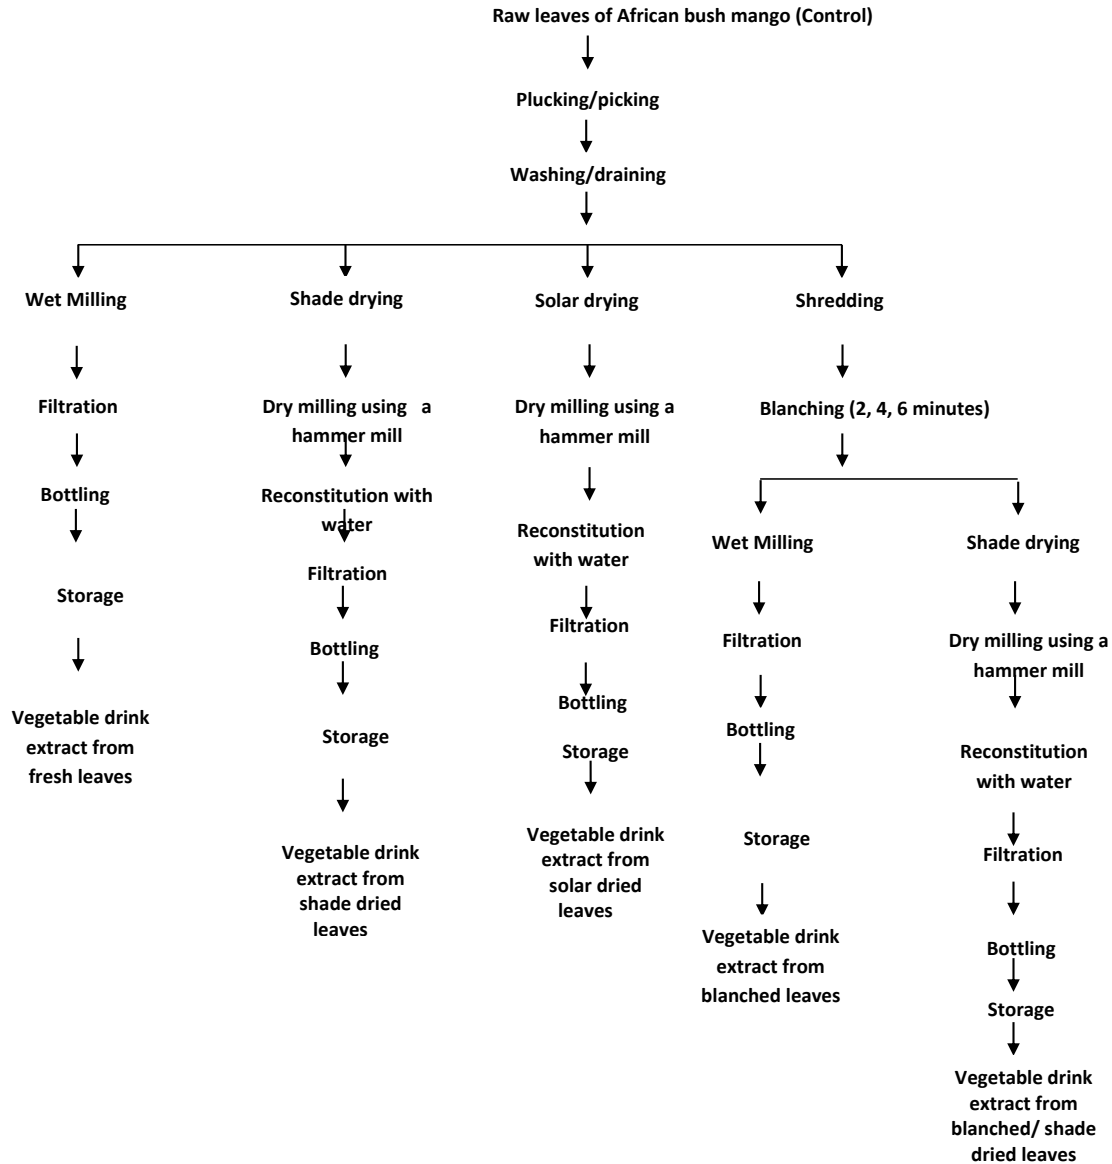 Raw leaves of African bush mango (Control)
Plucking/picking
Washing/draining
Wet Milling
Filtration
Bottling
Storage
Vegetable drink
extract from
fresh leaves
Shade drying
Dry milling using a
hammer mill
Reconstitution with
water
Filtration
Bottling
Storage
Vegetable drink
extract from
shade dried
leaves
Solar drying
Dry milling using a
hammer mill
Reconstitution
with water
Filtration
Bottling
Storage
Vegetable drink
extract from
solar dried
leaves
Shredding
Blanching (2, 4, 6 minutes)
Wet Milling
Filtration
Bottling
Storage
Vegetable drink
extract from
blanched leaves
Shade drying
Dry milling using a
hammer mill
Reconstitution
with water
Filtration
Bottling
Storage
Vegetable drink
extract from
blanched/ shade
dried leaves